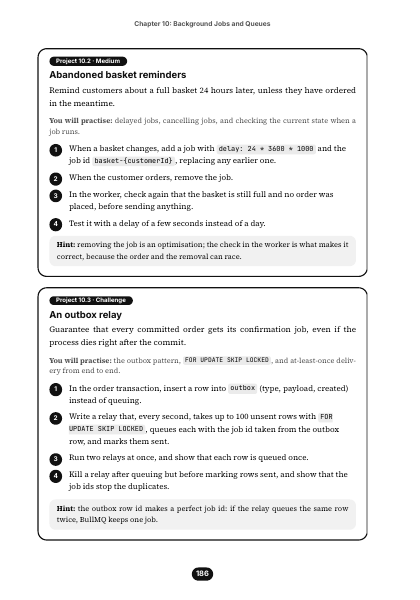 Chapter 10: Background Jobs and Queues
Project 10.2 · Medium
Abandoned basket reminders
Remind customers about a full basket 24 hours later, unless they have ordered
in the meantime.
You will practise: delayed jobs, cancelling jobs, and checking the current state when a
job runs.
1 When a basket changes, add a job with delay: 24 * 3600 * 1000 and the
job id basket-{customerId}, replacing any earlier one.
2 When the customer orders, remove the job.
3 In the worker, check again that the basket is still full and no order was
placed, before sending anything.
4 Test it with a delay of a few seconds instead of a day.
Hint: removing the job is an optimisation; the check in the worker is what makes it
correct, because the order and the removal can race.
Project 10.3 · Challenge
An outbox relay
Guarantee that every committed order gets its confirmation job, even if the
process dies right after the commit.
You will practise: the outbox pattern, FOR UPDATE SKIP LOCKED, and at-least-once deliv-
ery from end to end.
1 In the order transaction, insert a row into outbox (type, payload, created)
instead of queuing.
2 Write a relay that, every second, takes up to 100 unsent rows with FOR
UPDATE SKIP LOCKED, queues each with the job id taken from the outbox
row, and marks them sent.
3 Run two relays at once, and show that each row is queued once.
4 Kill a relay after queuing but before marking rows sent, and show that the
job ids stop the duplicates.
Hint: the outbox row id makes a perfect job id: if the relay queues the same row
twice, BullMQ keeps one job.
186